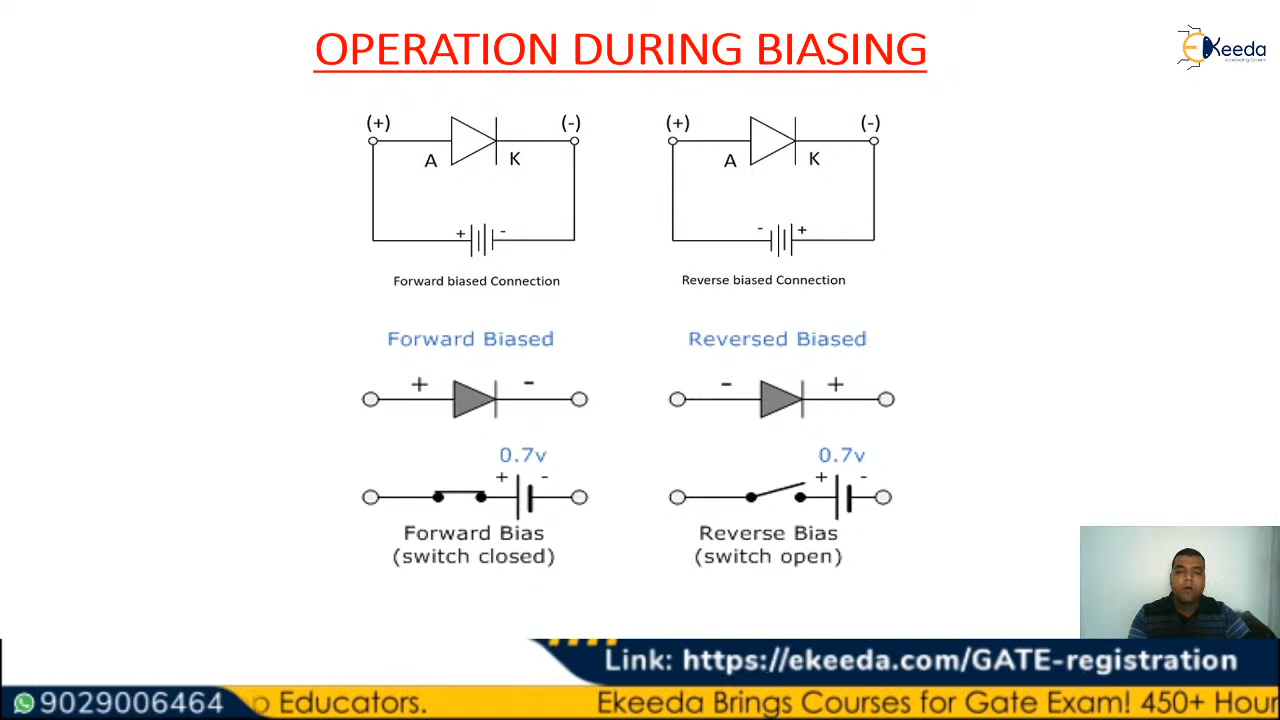 OPERATION DURING BIASING
EKeeda
Accelerating Careers
(+) (-) (+) (-)
A K A K
+ - - +
Forward biased Connection Reverse biased Connection
Forward Biased Reversed Biased
+ - - +
0.7v 0.7v
+ - + -
Forward Bias Reverse Bias
(switch closed) (switch open)
Link: https://ekeeda.com/GATE-registration
9029006464 p Educators. Ekeeda Brings Courses for Gate Exam! 450+ Hour